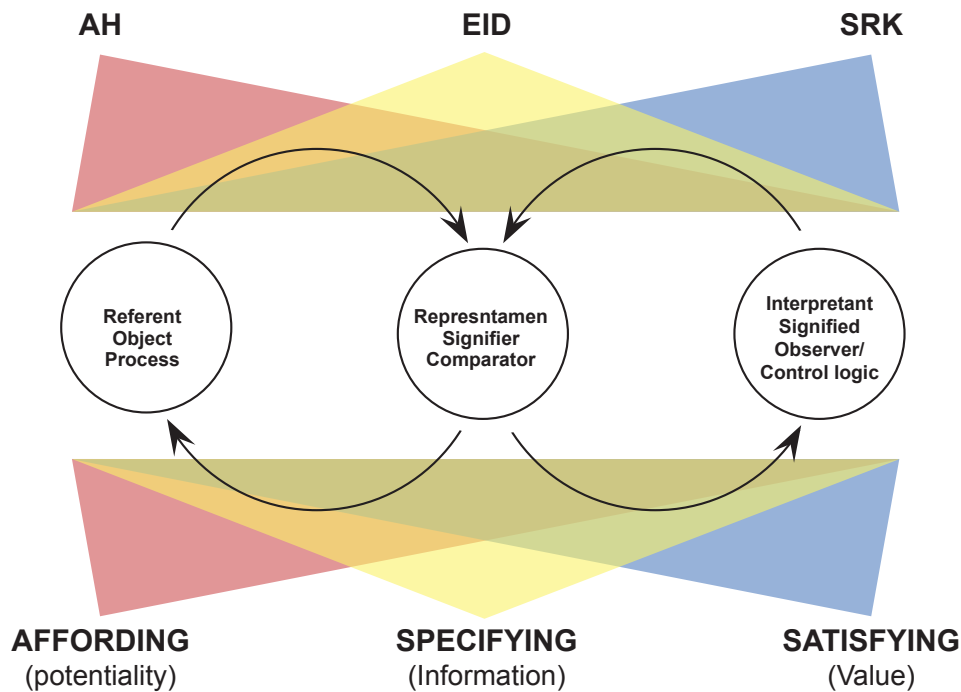 AH
EID
SRK
Referent
Object
Process
Represntamen
Signifier
Comparator
Interpretant
Signified
Observer/
Control logic
AFFORDING
(potentiality)
SPECIFYING
(Information)
SATISFYING
(Value)